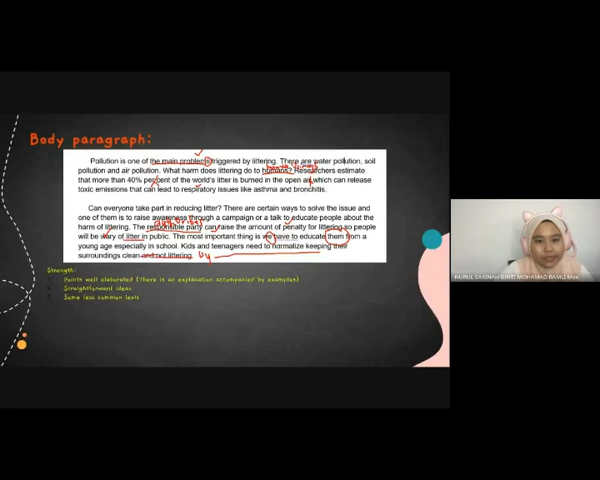 Body paragraph:
Pollution is one of the main problem triggered by littering. There are water pollution, soil
pollution and air pollution. What harm does littering do to humans? Researchers estimate
that more than 40% percent of the world's litter is burned in the open air which can release
toxic emissions that can lead to respiratory issues like asthma and bronchitis.
Can everyone take part in reducing litter? There are certain ways to solve the issue and
one of them is to raise awareness through a campaign or a talk to educate people about the
harm of littering. The responsible party can raise the amount of penalty for littering so people
authorities
will be wary of litter in public. The most important thing is we have to educate them from a
young age especially in school. Kids and teenagers need to normalize keeping their
surroundings clean and not littering. by
Strength:
Points well elaborated (There is an explanation accompanied by examples)
Straightforward ideas
Some less common lexis